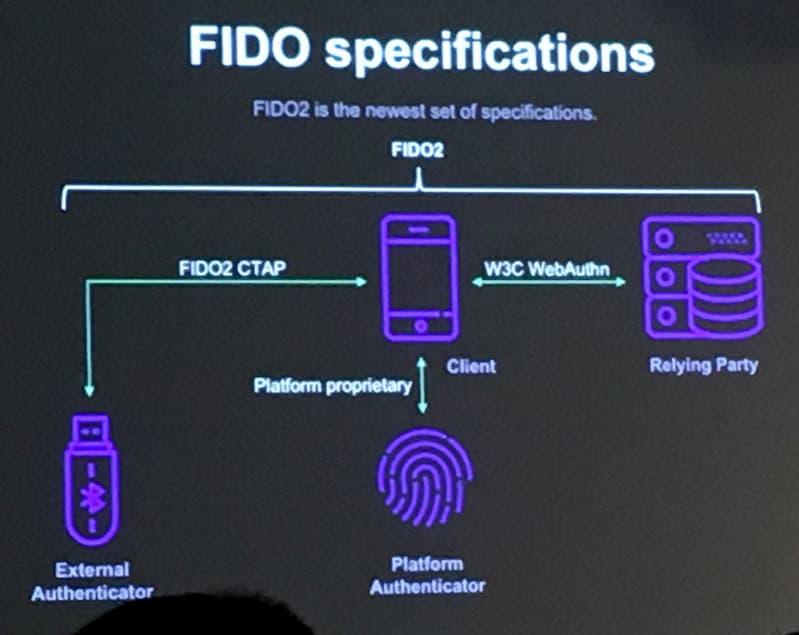 FIDO specifications
FIDO2 is the newest set of specifications.
FIDO2
FIDO2 CTAP
W3C WebAuthn
Client
Relying Party
Platform proprietary
External
Authenticator
Platform
Authenticator